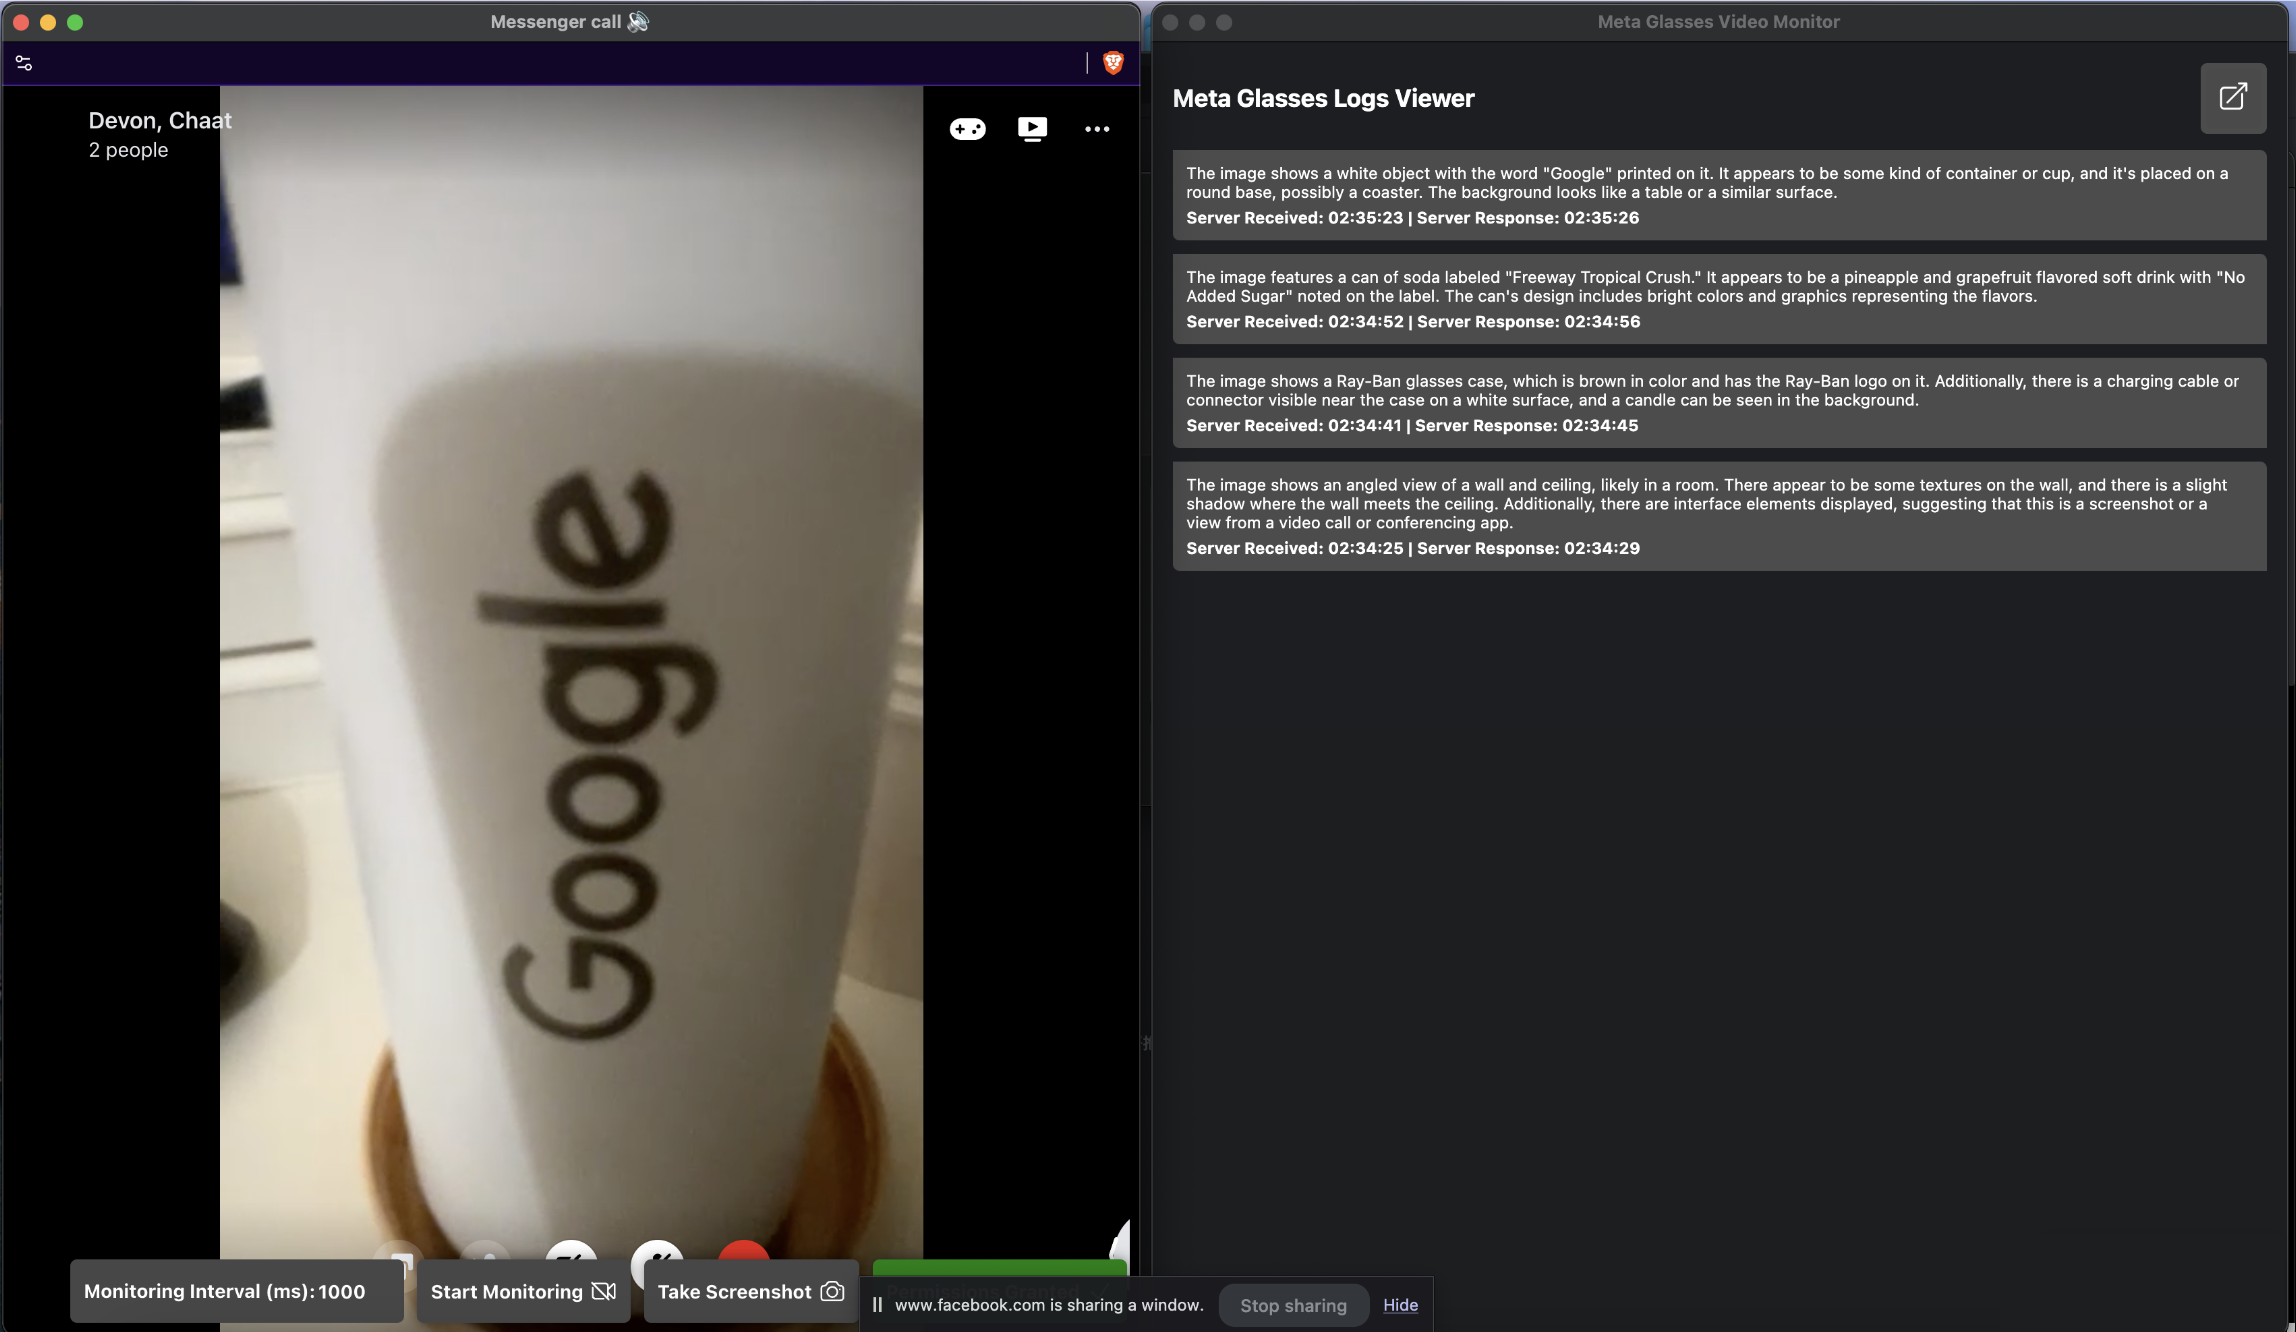 Messenger call
Devon, Chaat
2 people
Google
Monitoring Interval (ms): 1000
Start Monitoring
Take Screenshot
www.facebook.com is sharing a window.
Stop sharing
Hide
Meta Glasses Video Monitor
Meta Glasses Logs Viewer
The image shows a white object with the word "Google" printed on it. It appears to be some kind of container or cup, and it's placed on a
round base, possibly a coaster. The background looks like a table or a similar surface.
Server Received: 02:35:23 | Server Response: 02:35:26
The image features a can of soda labeled "Freeway Tropical Crush." It appears to be a pineapple and grapefruit flavored soft drink with "No
Added Sugar" noted on the label. The can's design includes bright colors and graphics representing the flavors.
Server Received: 02:34:52 | Server Response: 02:34:56
The image shows a Ray-Ban glasses case, which is brown in color and has the Ray-Ban logo on it. Additionally, there is a charging cable or
connector visible near the case on a white surface, and a candle can be seen in the background.
Server Received: 02:34:41 | Server Response: 02:34:45
The image shows an angled view of a wall and ceiling, likely in a room. There appear to be some textures on the wall, and there is a slight
shadow where the wall meets the ceiling. Additionally, there are interface elements displayed, suggesting that this is a screenshot or a
view from a video call or conferencing app.
Server Received: 02:34:25 | Server Response: 02:34:29